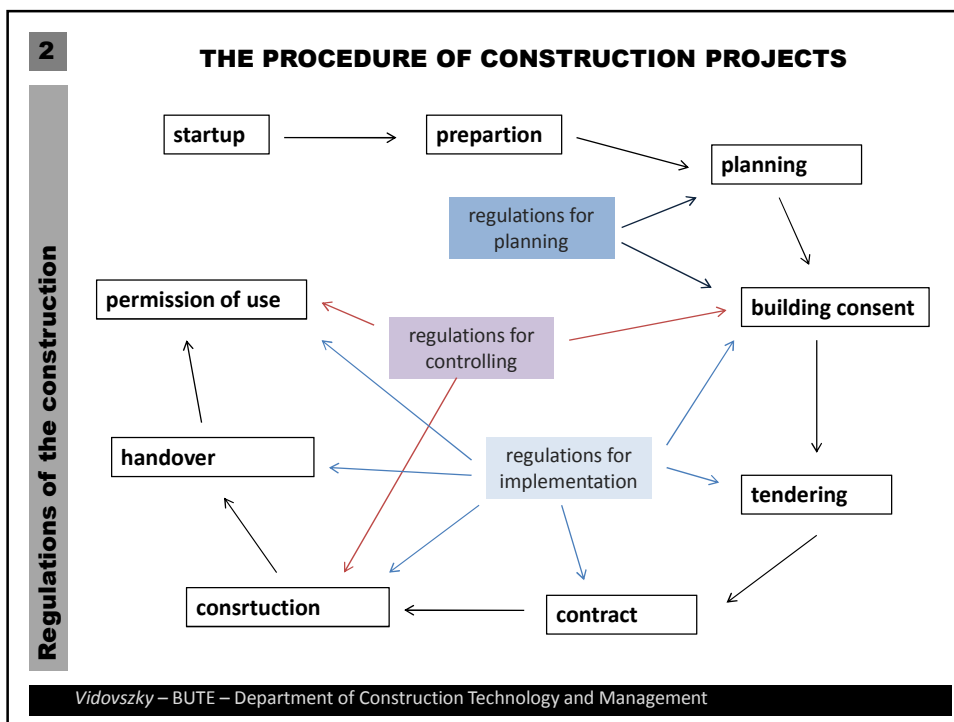 2
THE PROCEDURE OF CONSTRUCTION PROJECTS
Regulations of the construction
startup
prepartion
planning
regulations for
planning
permission of use
building consent
regulations for
controlling
handover
regulations for
implementation
tendering
consrtuction
contract
Vidovszky – BUTE – Department of Construction Technology and Management